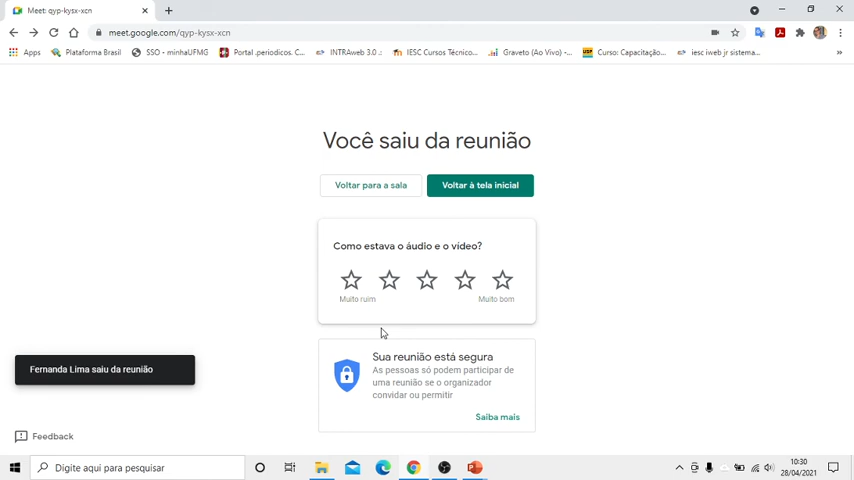 Meet: qyp-kysx-xcn
meet.google.com/qyp-kysx-xcn
Apps Plataforma Brasil SSO - minhaUFMG Portal .periodicos. C... INTRAweb 3.0 .: IESC Cursos Técnico... Graveto (Ao Vivo) -... Curso: Capacitação... iesc iweb jr sistema... »
Você saiu da reunião
Voltar para a sala Voltar à tela inicial
Como estava o áudio e o vídeo?
Muito ruim Muito bom
Sua reunião está segura
As pessoas só podem participar de
uma reunião se o organizador
convidar ou permitir
Saiba mais
Fernanda Lima saiu da reunião
Feedback
Digite aqui para pesquisar
10:30
28/04/2021